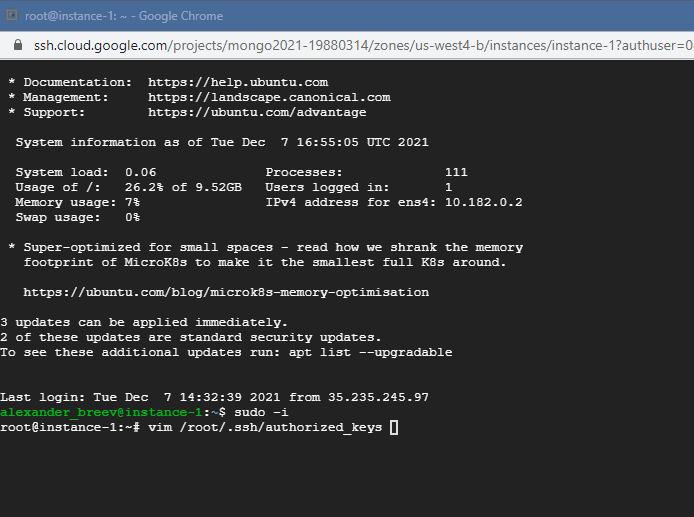 root@instance-1: ~ - Google Chrome
ssh.cloud.google.com/projects/mongo2021-19880314/zones/us-west4-b/instances/instance-1?authuser=0
* Documentation:  https://help.ubuntu.com
* Management:     https://landscape.canonical.com
* Support:        https://ubuntu.com/advantage
System information as of Tue Dec  7 16:55:05 UTC 2021
System load:  0.06              Processes:             111
Usage of /:   26.2% of 9.52GB   Users logged in:       1
Memory usage: 7%                IPv4 address for ens4: 10.182.0.2
Swap usage:   0%
* Super-optimized for small spaces - read how we shrank the memory
footprint of MicroK8s to make it the smallest full K8s around.
https://ubuntu.com/blog/microk8s-memory-optimisation
3 updates can be applied immediately.
2 of these updates are standard security updates.
To see these additional updates run: apt list --upgradable
Last login: Tue Dec  7 14:32:39 2021 from 35.235.245.97
alexander_breev@instance-1:~$ sudo -i
root@instance-1:~# vim /root/.ssh/authorized_keys